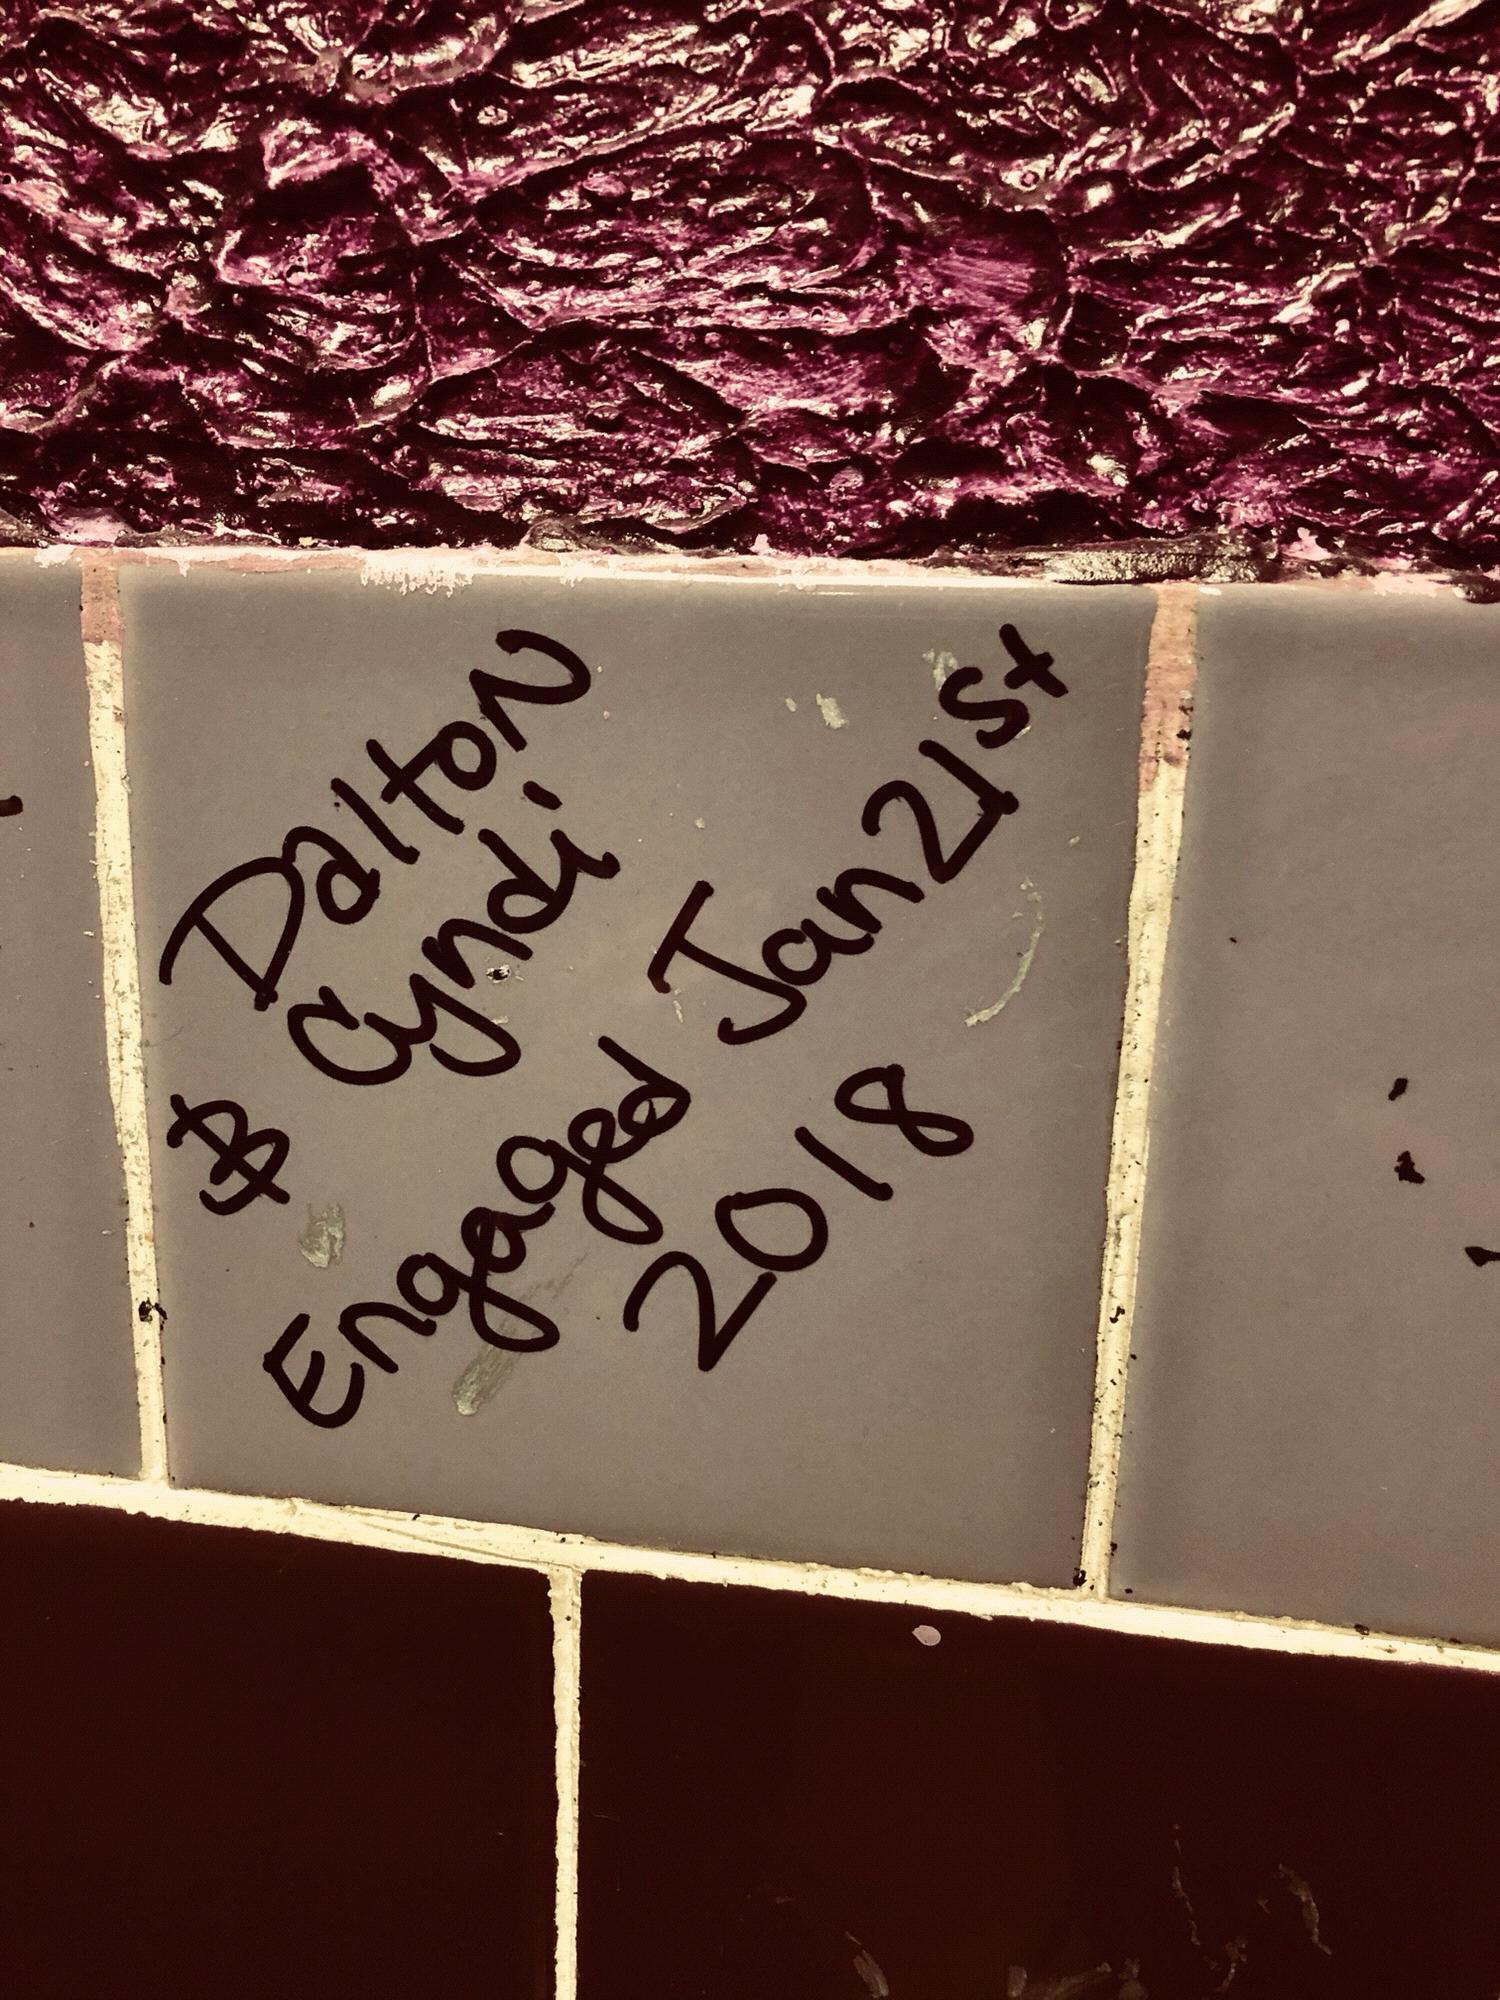 Dalton
& Cyndi
Engaged Jan 21st
2018